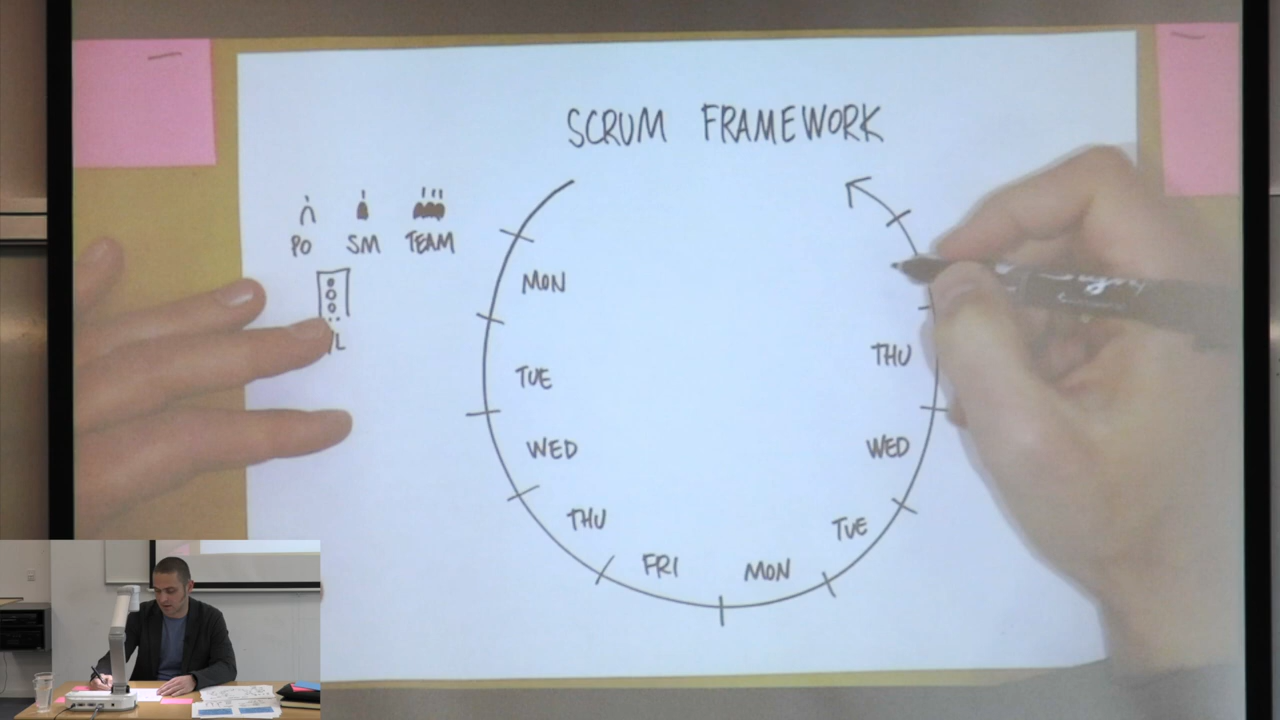 SCRUM FRAMEWORK
PO SM TEAM
MON
TUE
WED
THU
FRI
MON
TUE
WED
THU